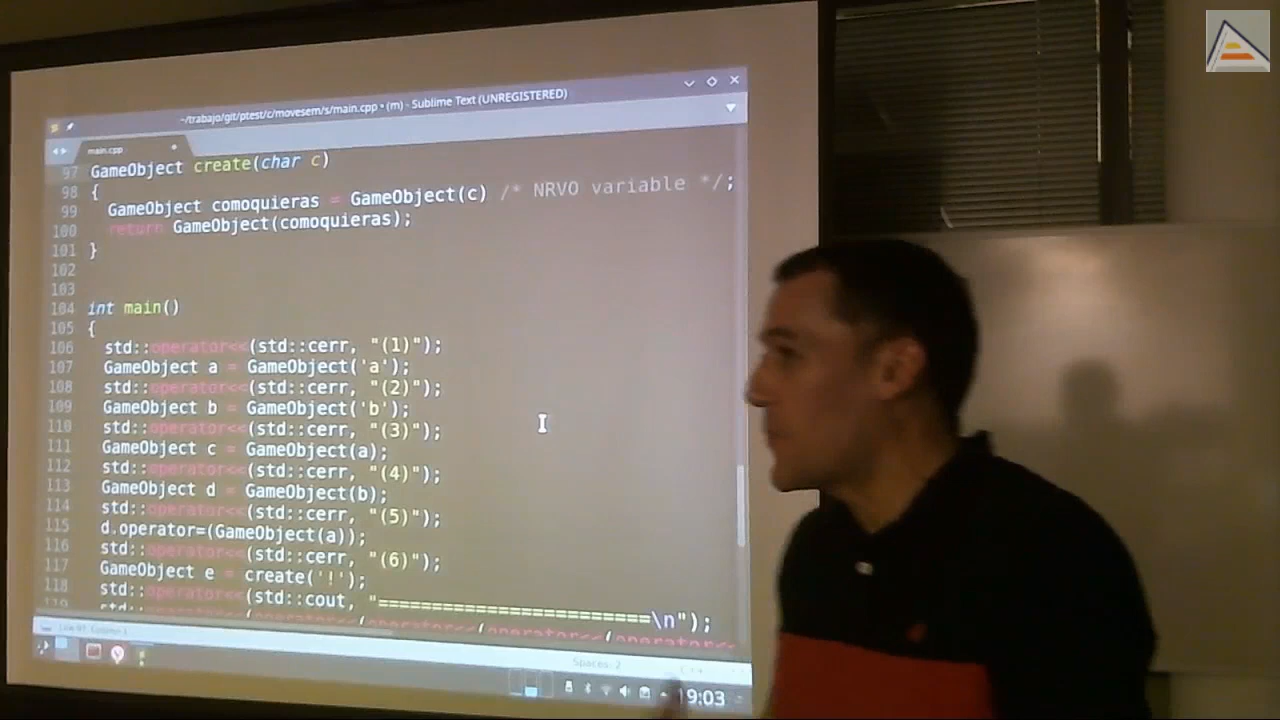 ~/trabajo/git/ptest/c/movesem/s/main.cpp • (m) - Sublime Text (UNREGISTERED)
main.cpp
97 GameObject create(char c)
98 {
99 GameObject comoquieras = GameObject(c) /* NRVO variable */;
100 return GameObject(comoquieras);
101 }
102
103
104 int main()
105 {
106 std::operator<<(std::cerr, "(1)");
107 GameObject a = GameObject('a');
108 std::operator<<(std::cerr, "(2)");
109 GameObject b = GameObject('b');
110 std::operator<<(std::cerr, "(3)");
111 GameObject c = GameObject(a);
112 std::operator<<(std::cerr, "(4)");
113 GameObject d = GameObject(b);
114 std::operator<<(std::cerr, "(5)");
115 d.operator=(GameObject(a));
116 std::operator<<(std::cerr, "(6)");
117 GameObject e = create('!');
118 std::operator<<(std::cout, "=========================\n");
119
Spaces: 2
C++
19:03